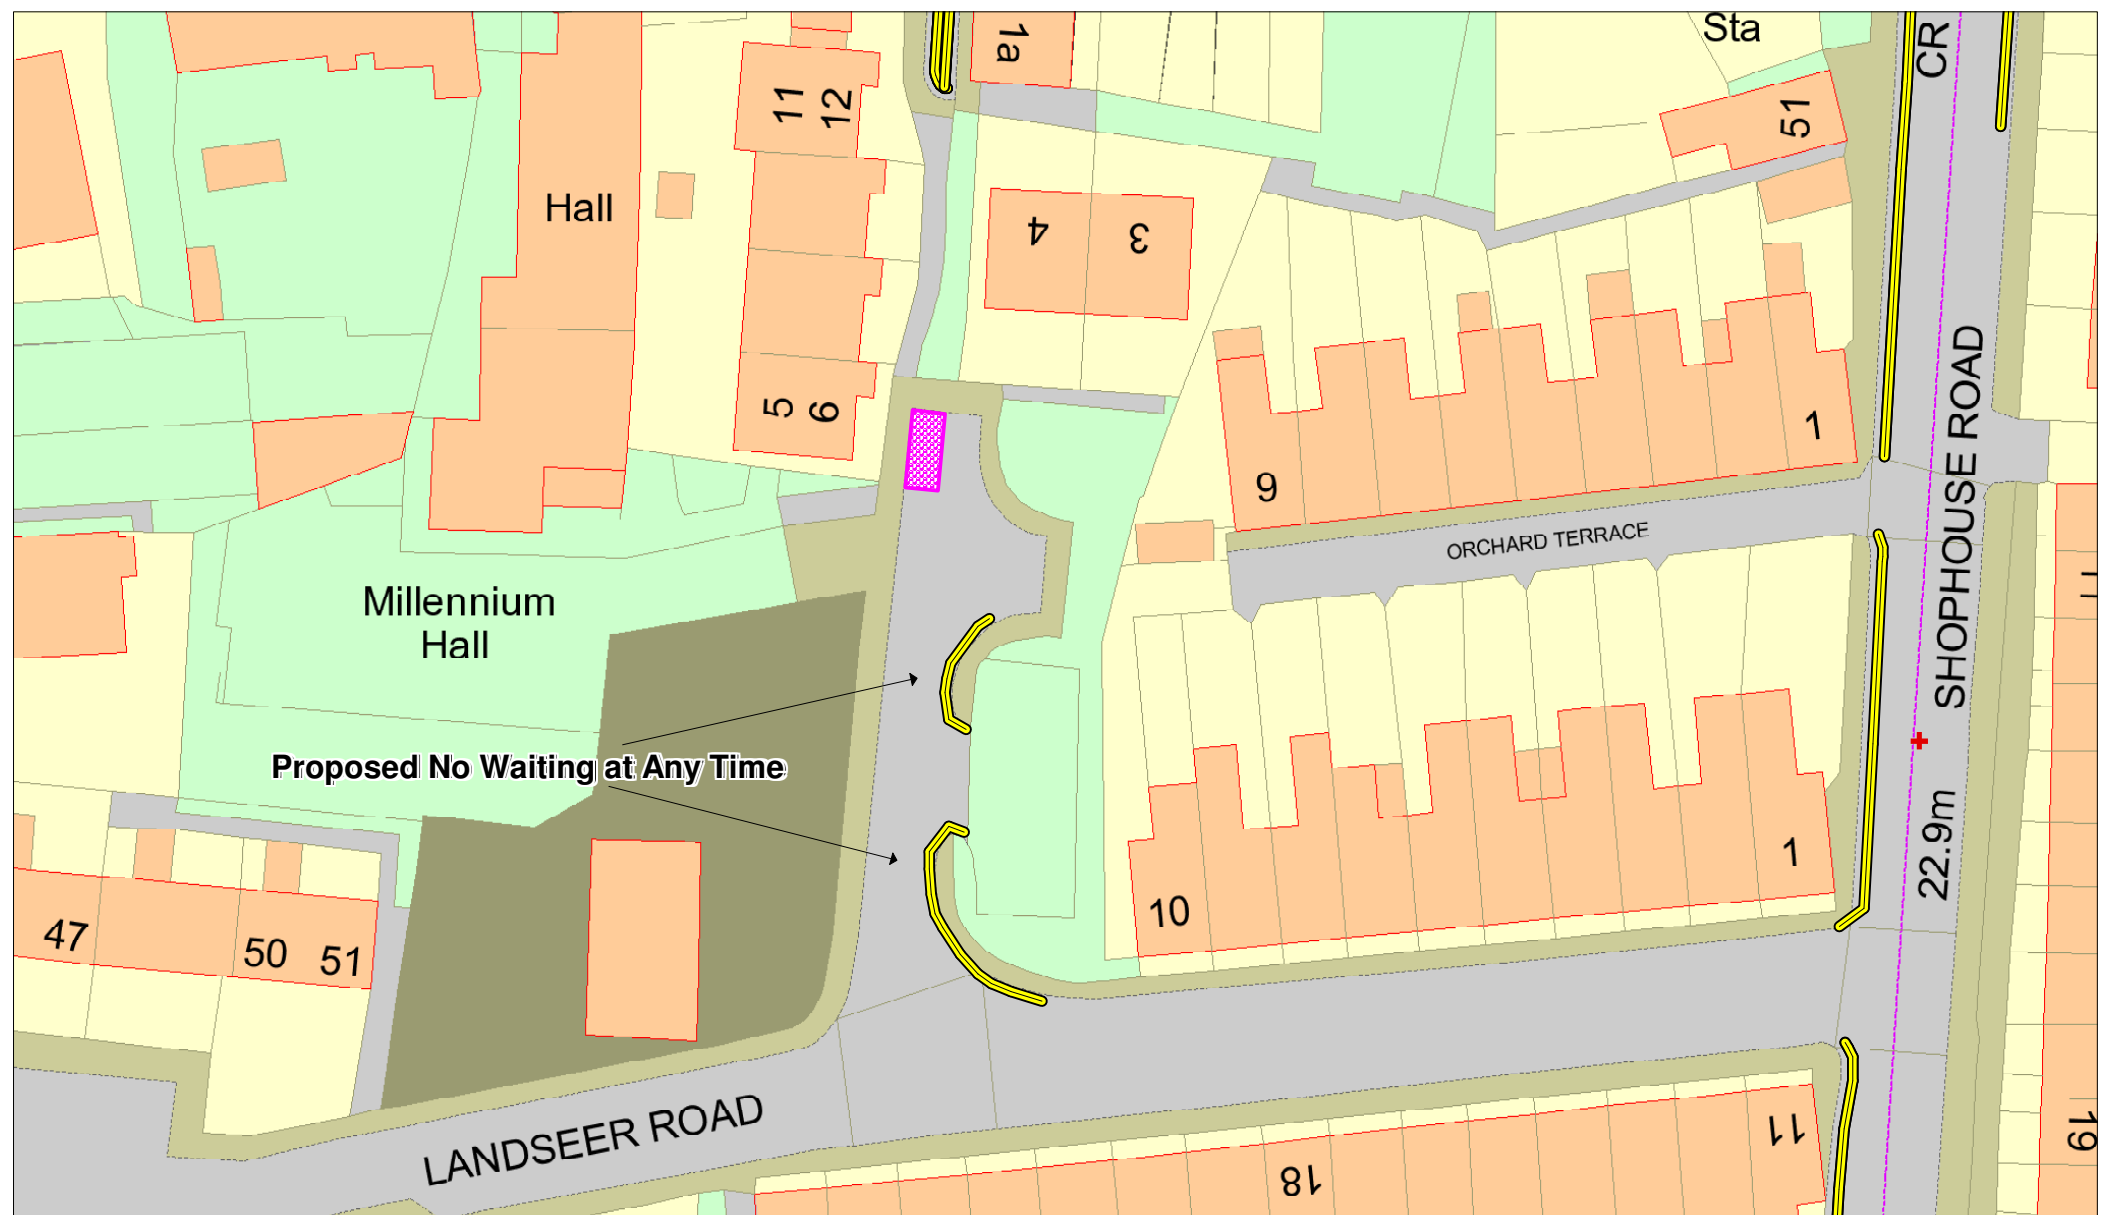 Sta
CR
1a
11
12
51
Hall
4
3
5
6
1
9
ORCHARD TERRACE
SHOPHOUSE ROAD
Millennium
Hall
Proposed No Waiting at Any Time
22.9m
1
10
47
50
51
LANDSEER ROAD
11
18
19